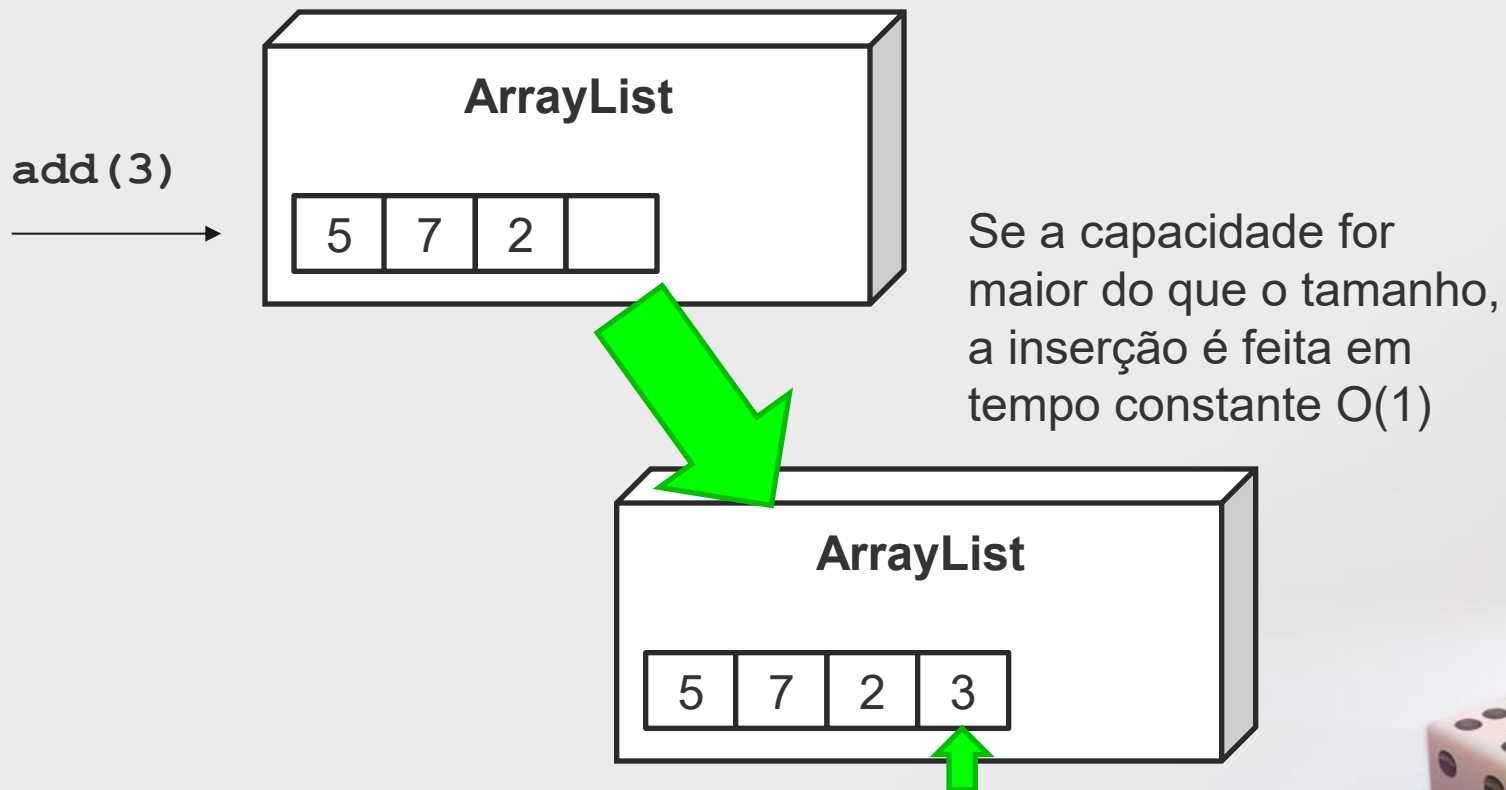 ArrayList
add(3)
5 7 2
Se a capacidade for
maior do que o tamanho,
a inserção é feita em
tempo constante O(1)
ArrayList
5 7 2 3